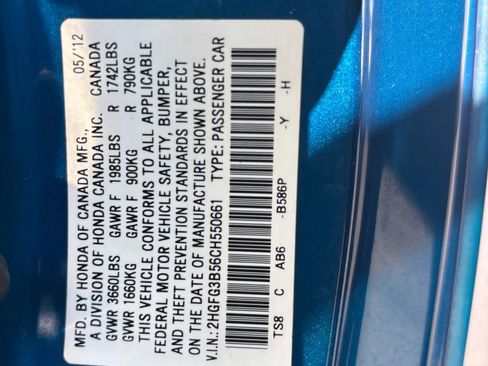 MFD. BY HONDA OF CANADA MFG., 05/12
A DIVISION OF HONDA CANADA INC. CANADA
GVWR 3660LBS GAWR F 1985LBS R 1742LBS
GVWR 1660KG GAWR F 900KG R 790KG
THIS VEHICLE CONFORMS TO ALL APPLICABLE
FEDERAL MOTOR VEHICLE SAFETY, BUMPER,
AND THEFT PREVENTION STANDARDS IN EFFECT
ON THE DATE OF MANUFACTURE SHOWN ABOVE.
V.I.N.:2HGFG3B56CH550661 TYPE: PASSENGER CAR
TS8 C AB6 -B586P -Y -H